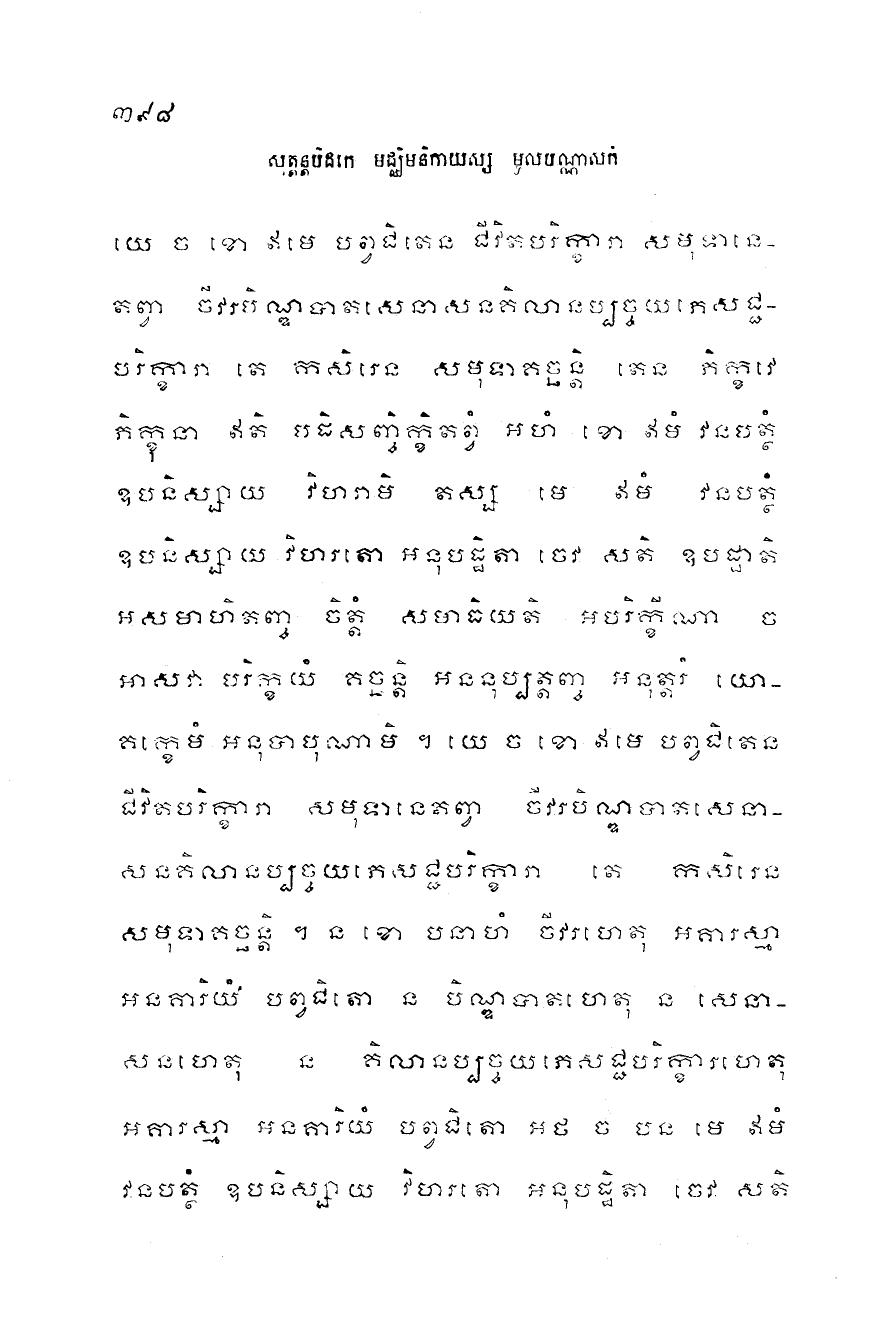 ៣៩៨
សុត្តន្តបិដកេ មជ្ឈិមនិកាយស្ស មូលបណ្ណាសកំ
យេ ច ខោ ឥមេ បព្វជិតេន ជីវិតបរិក្ខារា សមុទានេ-
តព្វា ចីវរបិណ្ឌបាតសេនាសនគិលានប្បច្ចយភេសជ្ជ-
បរិក្ខារា តេ កសិរេន សមុទាគច្ឆន្តិ តេន ភិក្ខវេ
ភិក្ខុនា ឥតិ បដិសញ្ចិក្ខិតព្វំ អហំ ខោ ឥមំ វនបត្ថំ
ឧបនិស្សាយ វិហរាមិ តស្ស មេ ឥមំ វនបត្ថំ
ឧបនិស្សាយ វិហរតោ អនុបដ្ឋិតា ចេវ សតិ ឧបដ្ឋាតិ
អសមាហិតញ្ច ចិត្តំ សមាធិយតិ អបរិក្ខីណា ច
អាសវា បរិក្ខយំ គច្ឆន្តិ អននុប្បត្តញ្ច អនុត្តរំ យោ-
គក្ខេមំ អនុបាបុណាមិ ។ យេ ច ខោ ឥមេ បព្វជិតេន
ជីវិតបរិក្ខារា សមុទានេតព្វា ចីវរបិណ្ឌបាតសេនា-
សនគិលានប្បច្ចយភេសជ្ជបរិក្ខារា តេ កសិរេន
សមុទាគច្ឆន្តិ ។ ន ខោ បនាហំ ចីវរហេតុ អគារស្មា
អនគារិយំ បព្វជិតោ ន បិណ្ឌបាតហេតុ ន សេនា-
សនហេតុ ន គិលានប្បច្ចយភេសជ្ជបរិក្ខារហេតុ
អគារស្មា អនគារិយំ បព្វជិតោ អថ ច បន មេ ឥមំ
វនបត្ថំ ឧបនិស្សាយ វិហរតោ អនុបដ្ឋិតា ចេវ សតិ